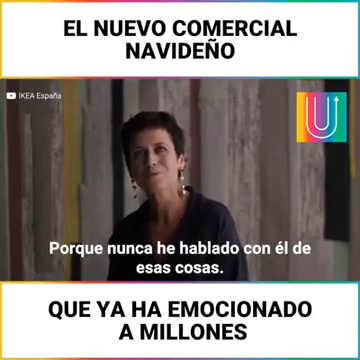 EL NUEVO COMERCIAL
NAVIDEÑO
IKEA España
U
Porque nunca he hablado con él de
esas cosas.
QUE YA HA EMOCIONADO
A MILLONES